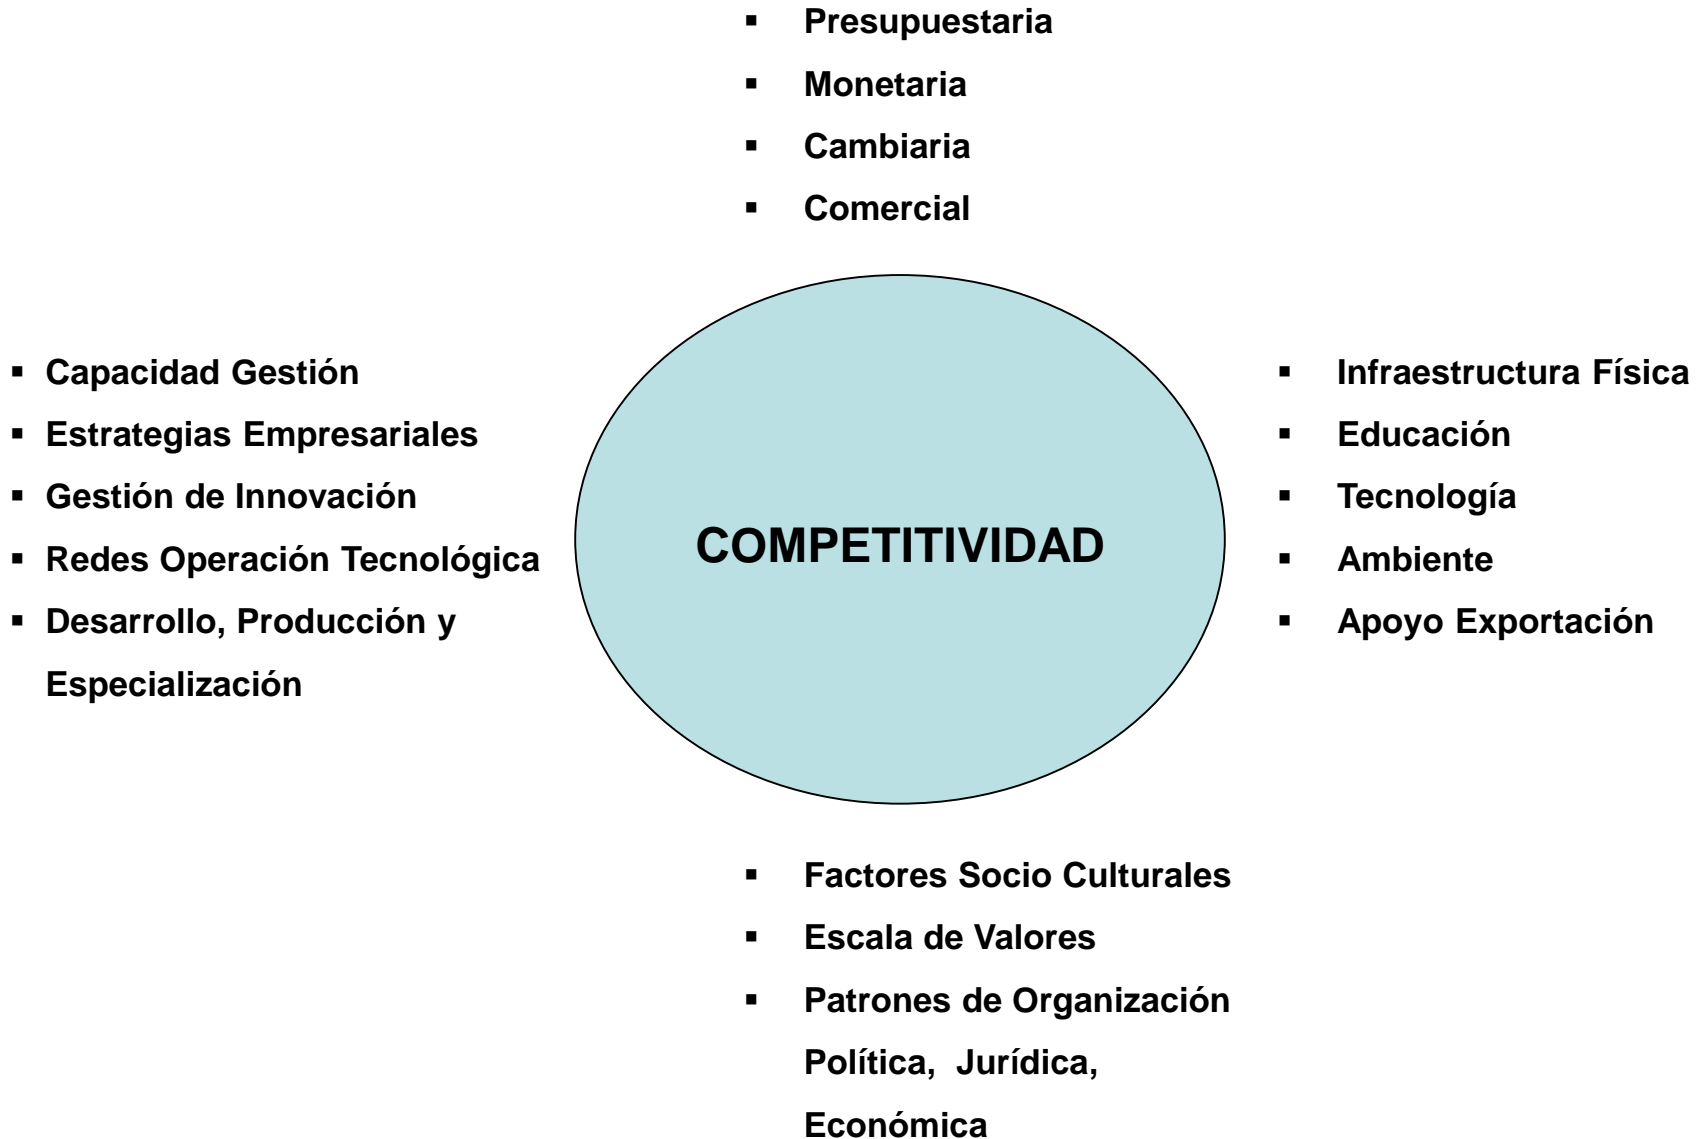 ▪ Presupuestaria
▪ Monetaria
▪ Cambiaria
▪ Comercial
▪ Capacidad Gestión
▪ Estrategias Empresariales
▪ Gestión de Innovación
▪ Redes Operación Tecnológica
▪ Desarrollo, Producción y
Especialización
COMPETITIVIDAD
▪ Infraestructura Física
▪ Educación
▪ Tecnología
▪ Ambiente
▪ Apoyo Exportación
▪ Factores Socio Culturales
▪ Escala de Valores
▪ Patrones de Organización
Política, Jurídica,
Económica